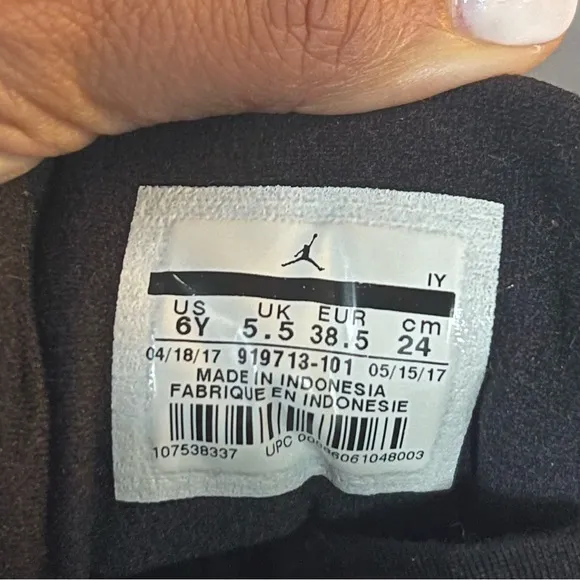 IY
US UK EUR cm
6Y 5.5 38.5 24
04/18/17 919713-101 05/15/17
MADE IN INDONESIA
FABRIQUE EN INDONESIE
107538337 UPC